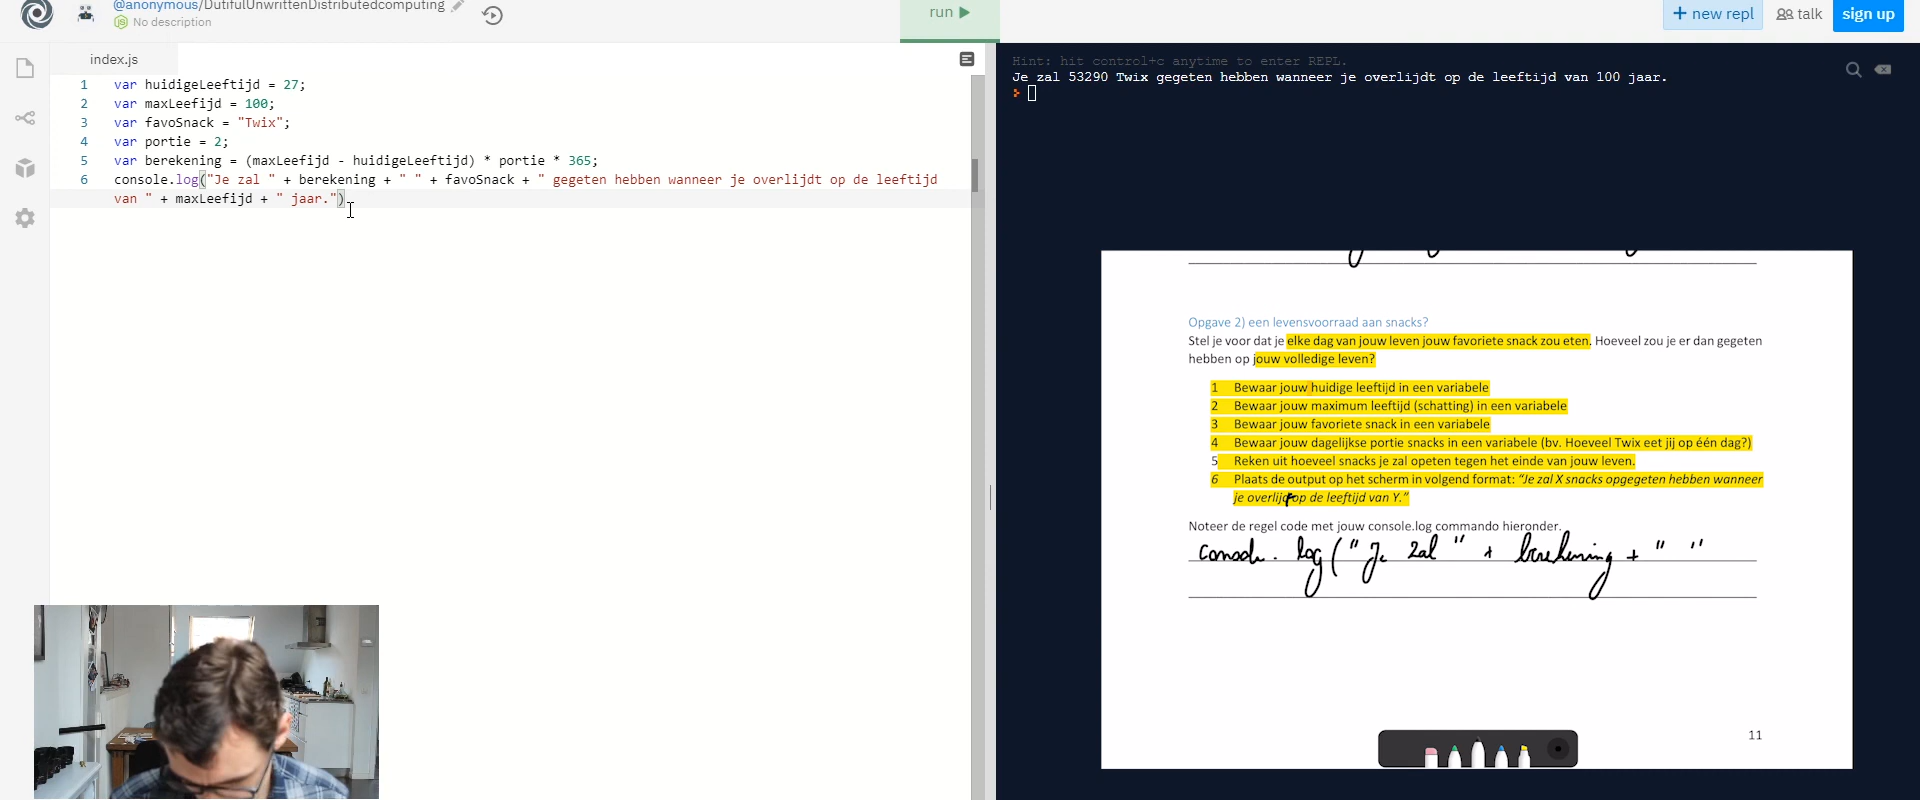 @anonymous/DutifulUnwrittenDistributedcomputing
No description
run
+ new repl
talk
sign up
index.js
1 var huidigeLeeftijd = 27;
2 var maxLeefijd = 100;
3 var favoSnack = "Twix";
4 var portie = 2;
5 var berekening = (maxLeefijd - huidigeLeeftijd) * portie * 365;
6 console.log("Je zal " + berekening + " " + favoSnack + " gegeten hebben wanneer je overlijdt op de leeftijd
van " + maxLeefijd + " jaar.")
Hint: hit control+c anytime to enter REPL.
Je zal 53290 Twix gegeten hebben wanneer je overlijdt op de leeftijd van 100 jaar.
Opgave 2) een levensvoorraad aan snacks?
Stel je voor dat je elke dag van jouw leven jouw favoriete snack zou eten. Hoeveel zou je er dan gegeten
hebben op jouw volledige leven?
1 Bewaar jouw huidige leeftijd in een variabele
2 Bewaar jouw maximum leeftijd (schatting) in een variabele
3 Bewaar jouw favoriete snack in een variabele
4 Bewaar jouw dagelijkse portie snacks in een variabele (bv. Hoeveel Twix eet jij op één dag?)
5 Reken uit hoeveel snacks je zal opeten tegen het einde van jouw leven.
6 Plaats de output op het scherm in volgend format: "Je zal X snacks opgegeten hebben wanneer
je overlijdt op de leeftijd van Y."
Noteer de regel code met jouw console.log commando hieronder.
console.log("Je zal " + berekening + " "
11